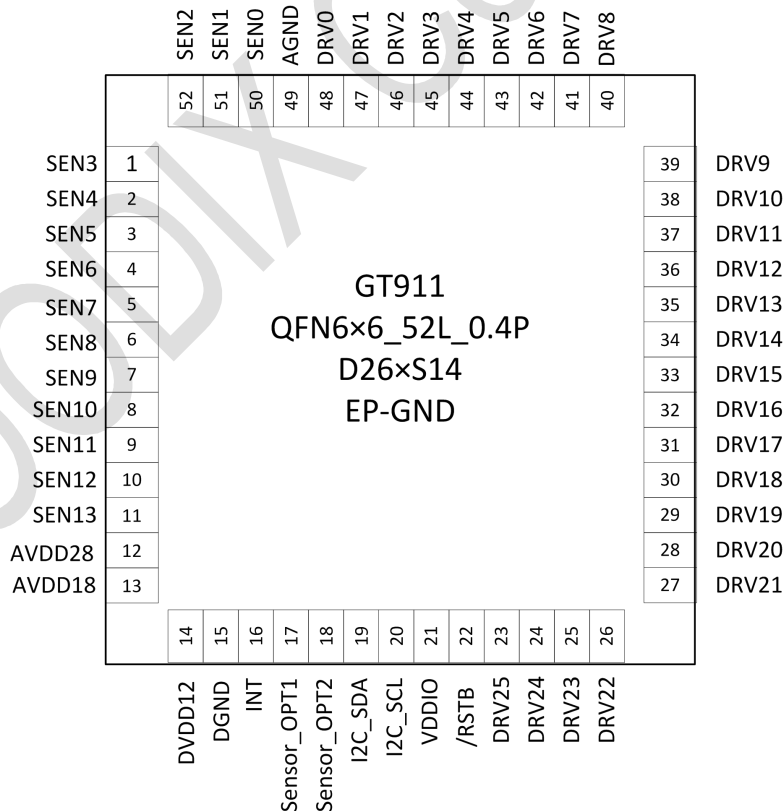 SEN2 SEN1 SEN0 AGND DRV0 DRV1 DRV2 DRV3 DRV4 DRV5 DRV6 DRV7 DRV8
52 51 50 49 48 47 46 45 44 43 42 41 40
SEN3 1 39 DRV9
SEN4 2 38 DRV10
SEN5 3 37 DRV11
SEN6 4 36 DRV12
SEN7 5 35 DRV13
SEN8 6 34 DRV14
SEN9 7 33 DRV15
SEN10 8 32 DRV16
SEN11 9 31 DRV17
SEN12 10 30 DRV18
SEN13 11 29 DRV19
AVDD28 12 28 DRV20
AVDD18 13 27 DRV21
GT911
QFN6×6_52L_0.4P
D26×S14
EP-GND
14 15 16 17 18 19 20 21 22 23 24 25 26
DVDD12 DGND INT Sensor_OPT1 Sensor_OPT2 I2C_SDA I2C_SCL VDDIO /RSTB DRV25 DRV24 DRV23 DRV22